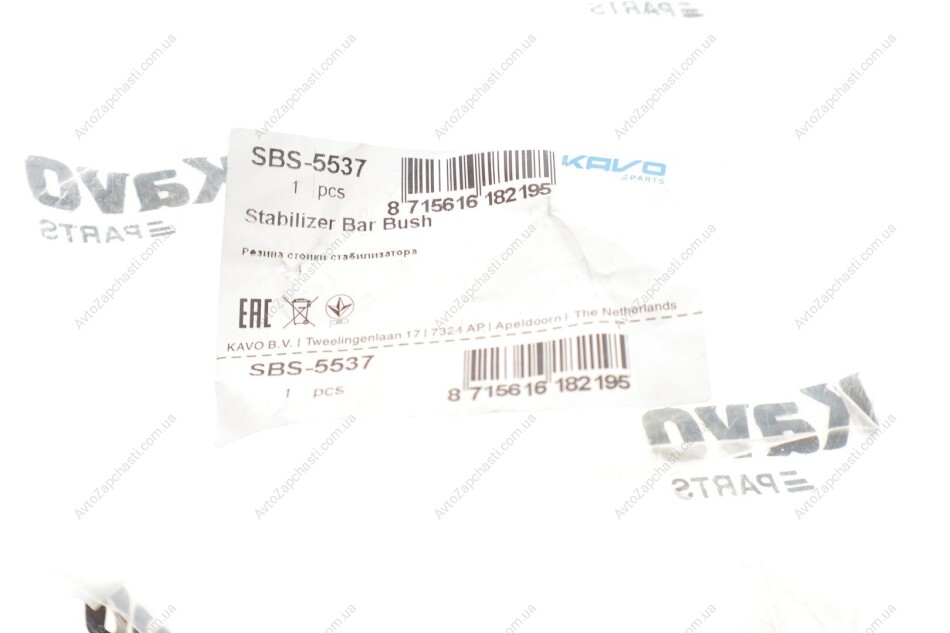 PARTS
SBS-5537
1 pcs
8 715616 182195
KAVO
PARTS
Stabilizer Bar Bush
Резина стойки стабилизатора
EAC
KAVO B.V. | Tweelingenlaan 17 | 7324 AP | Apeldoorn | The Netherlands
SBS-5537
1 pcs
8 715616 182195
KAVO
PARTS
KAVO
PARTS
AvtoZapchasti.com.ua